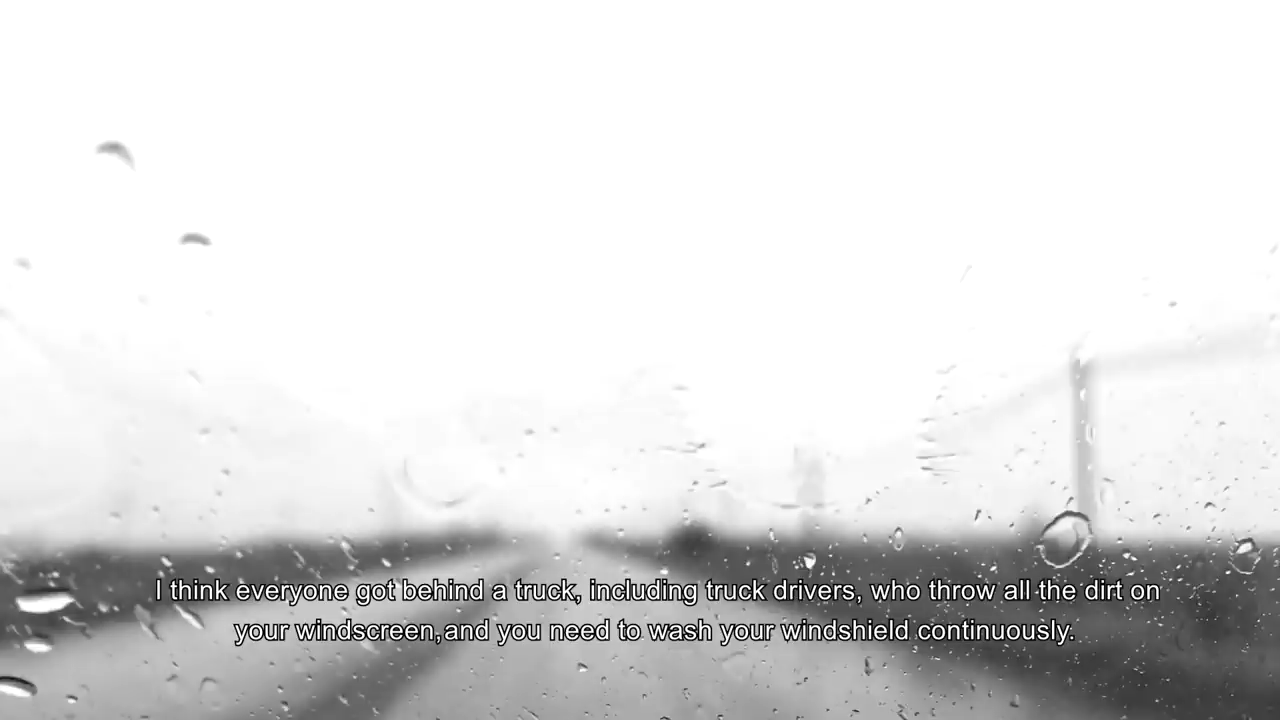 I think everyone got behind a truck, including truck drivers, who throw all the dirt on
your windscreen,and you need to wash your windshield continuously.